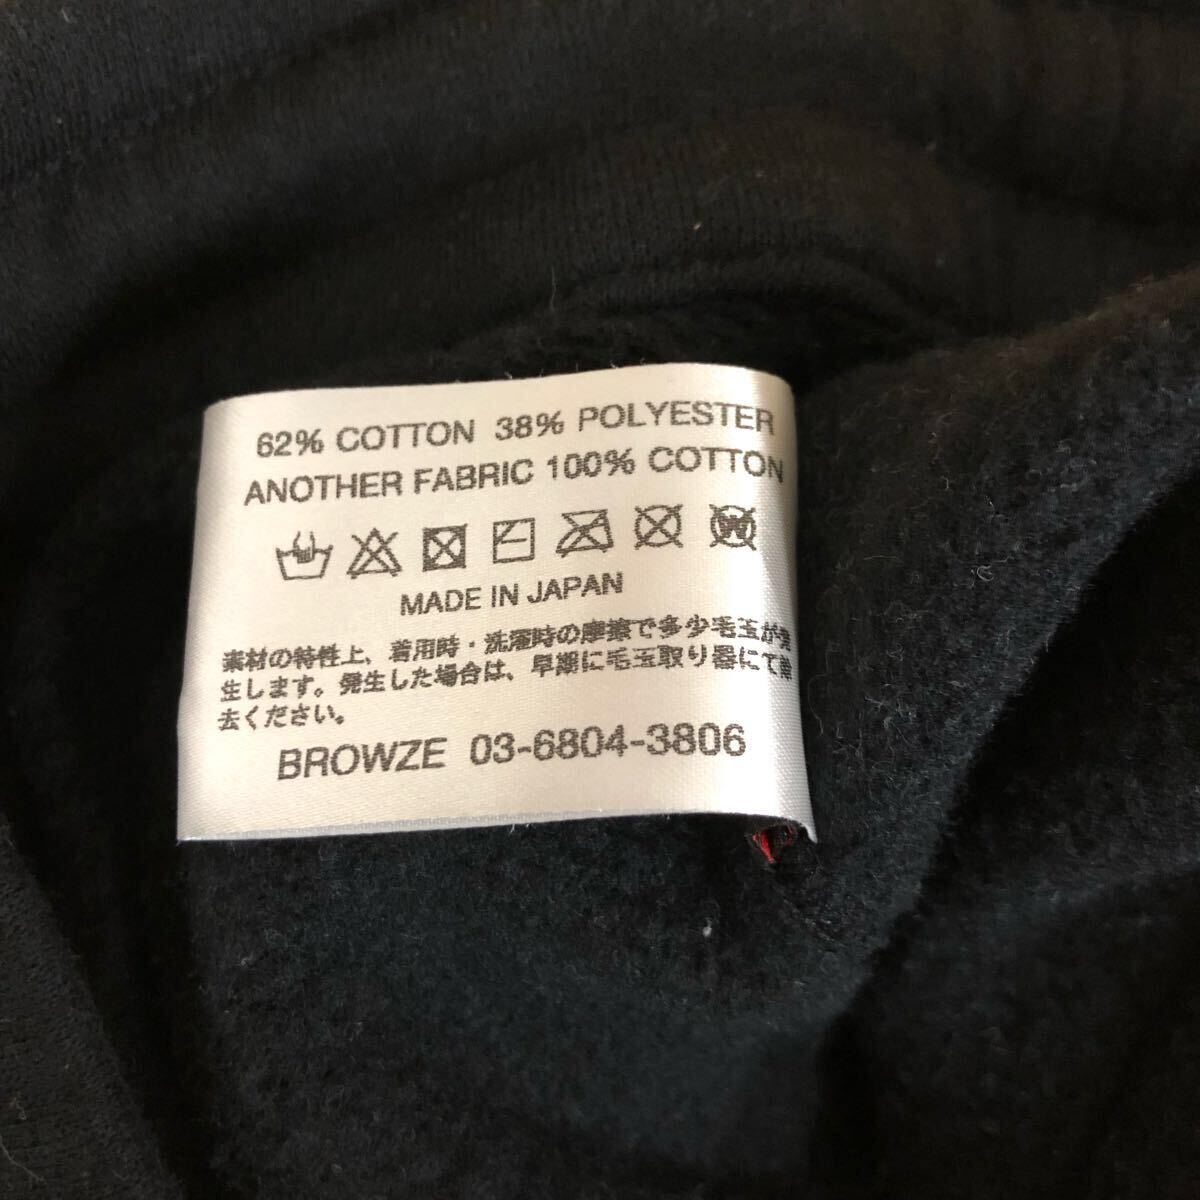 62% COTTON 38% POLYESTER
ANOTHER FABRIC 100% COTTON
MADE IN JAPAN
素材の特性上、着用時・洗濯時の摩擦で多少毛玉が発
生します。発生した場合は、早期に毛玉取り器にて除
去ください。
BROWZE 03-6804-3806